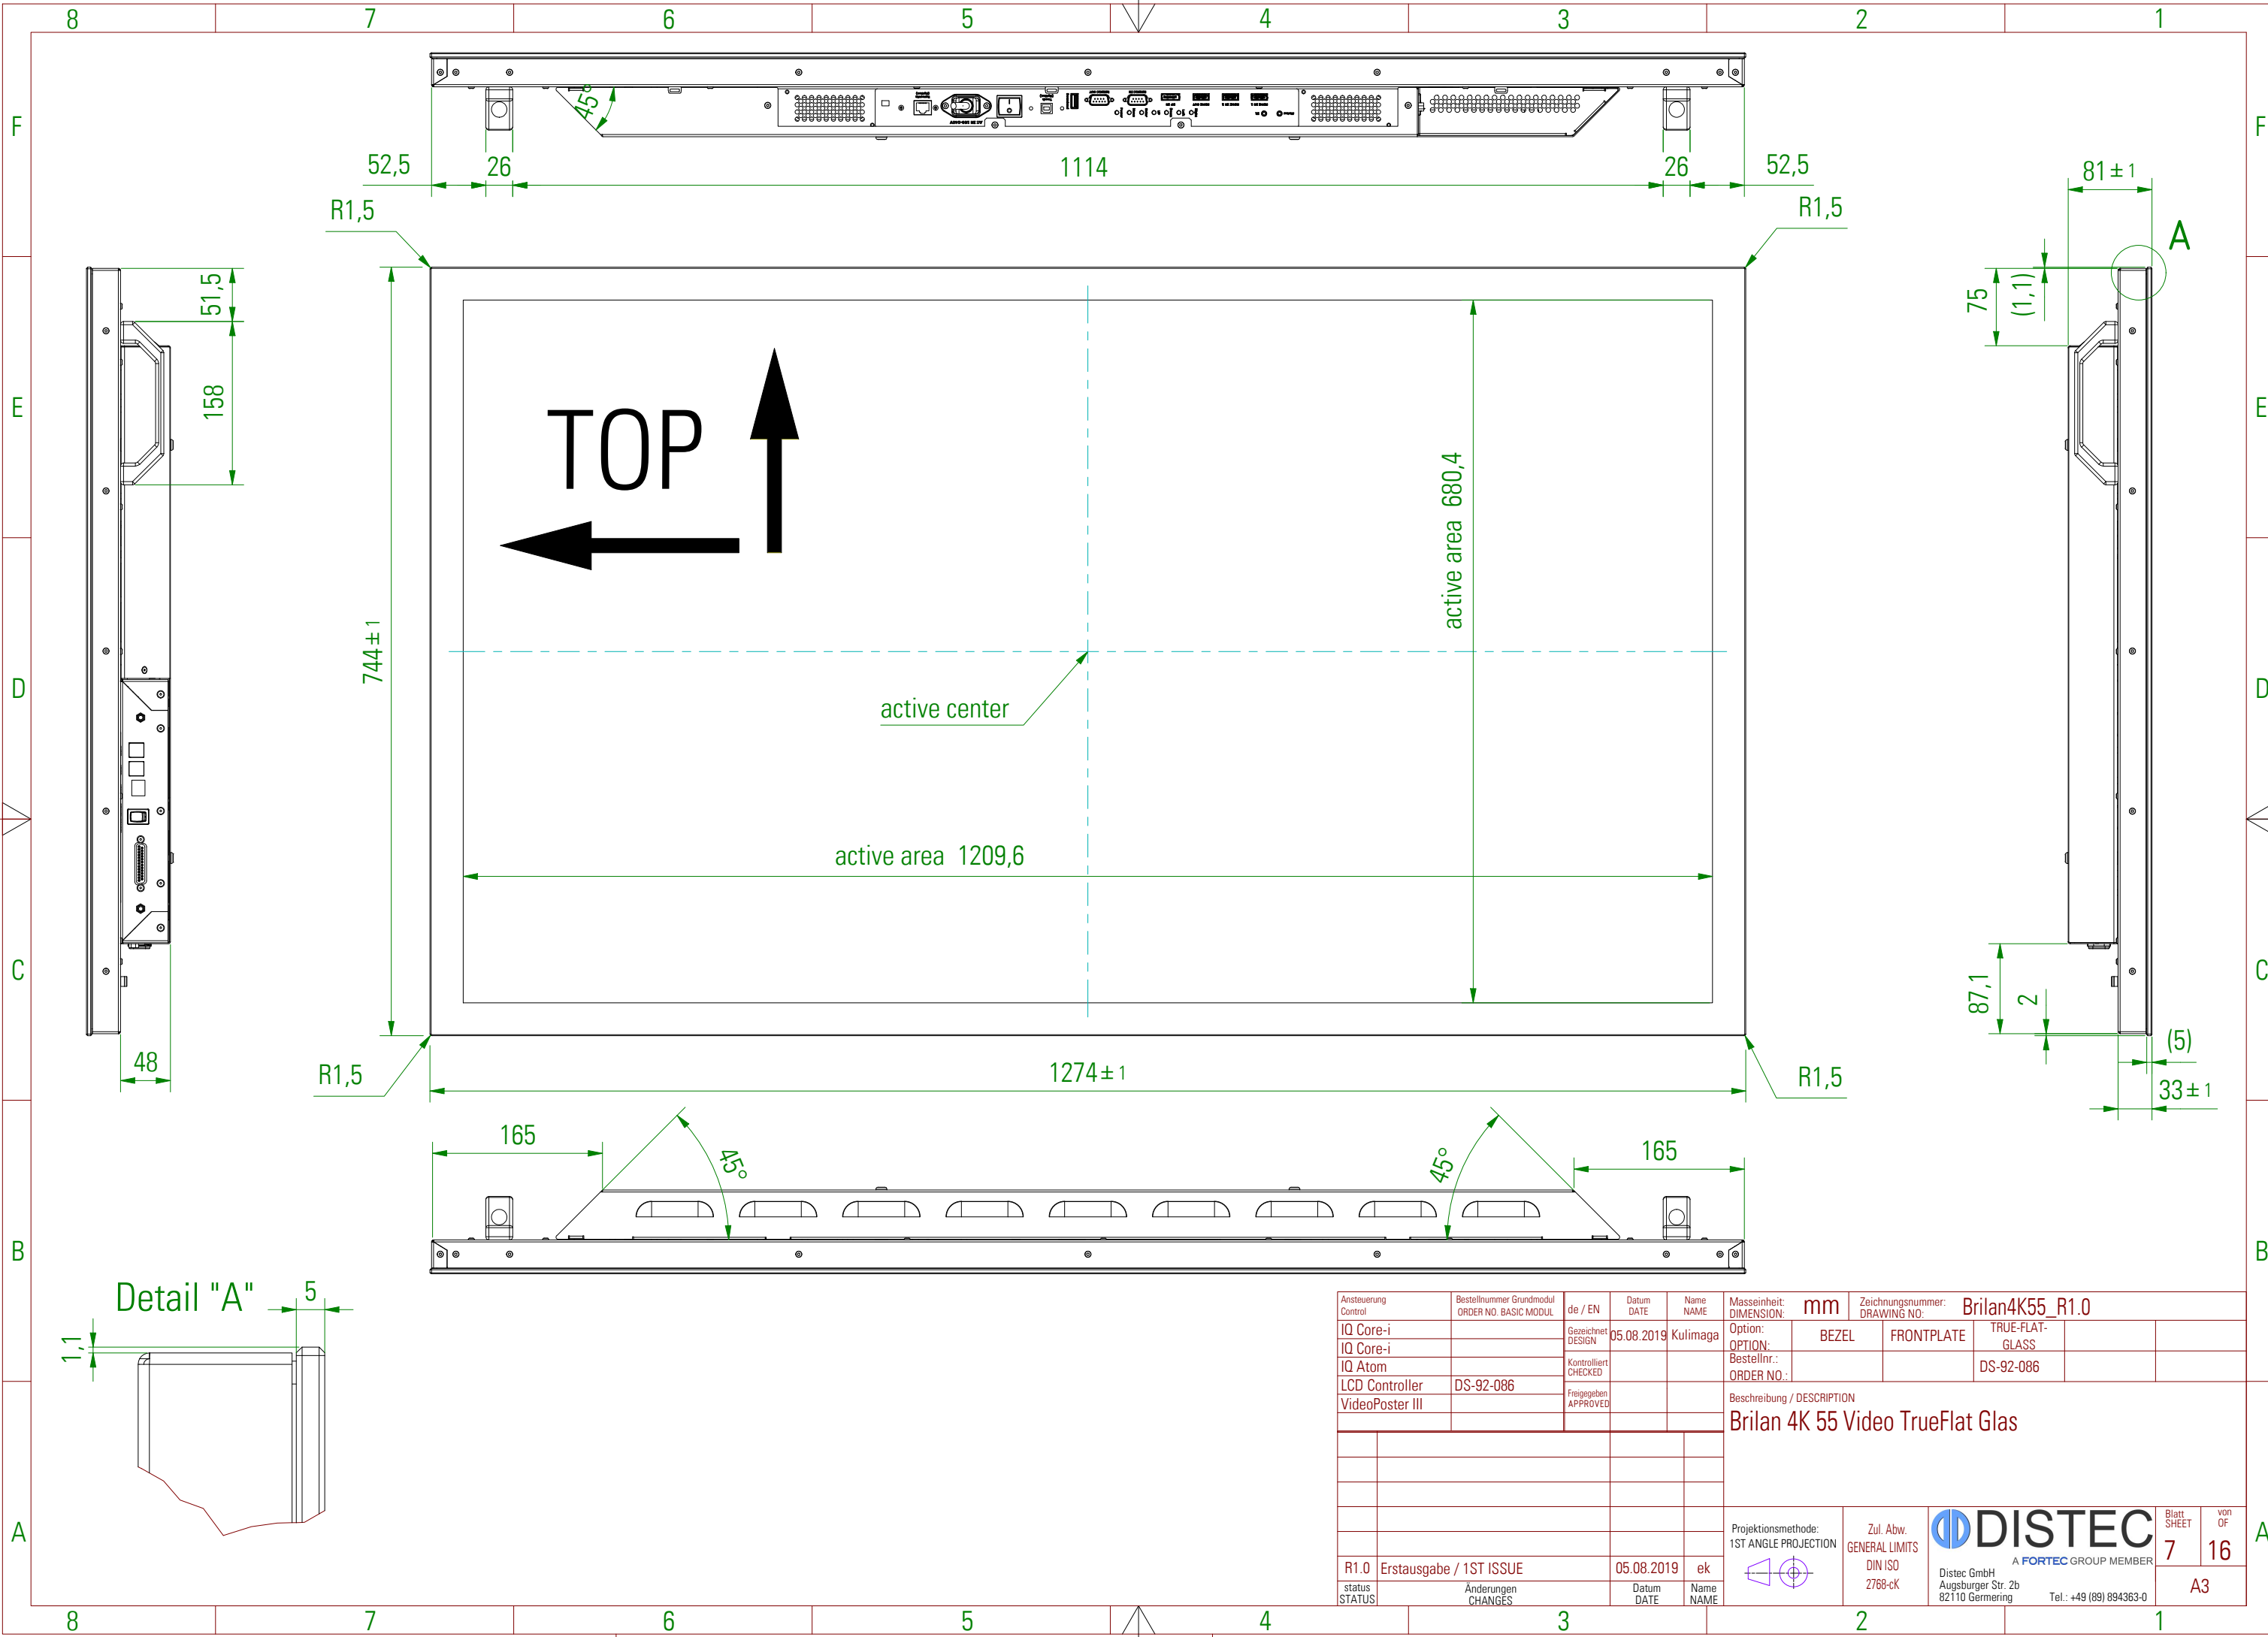 8 7 6 5 4 3 2 1
F F
E E
D D
C C
B B
A A
45°
52,5 26 1114 26 52,5
R1,5 R1,5
81±1
A
51,5
158
48
75
(1,1)
744±1
TOP
active area 680,4
active center
active area 1209,6
87,1
2
(5)
33±1
R1,5 1274±1 R1,5
165 45° 45° 165
Detail "A" 5
1,1
Ansteuerung
Control
Bestellnummer Grundmodul
ORDER NO. BASIC MODUL
de / EN
Datum
DATE
Name
NAME
IQ Core-i
IQ Core-i
IQ Atom
LCD Controller DS-92-086
VideoPoster III
Gezeichnet
DESIGN
05.08.2019 Kulimaga
Kontrolliert
CHECKED
Freigegeben
APPROVED
Masseinheit:
DIMENSION:
mm
Zeichnungsnummer:
DRAWING NO:
Brilan4K55_R1.0
Option:
OPTION:
BEZEL FRONTPLATE
TRUE-FLAT-
GLASS
Bestellnr.:
ORDER NO.:
DS-92-086
Beschreibung / DESCRIPTION
Brilan 4K 55 Video TrueFlat Glas
R1.0 Erstausgabe / 1ST ISSUE 05.08.2019 ek
status
STATUS
Änderungen
CHANGES
Datum
DATE
Name
NAME
Projektionsmethode:
1ST ANGLE PROJECTION
Zul. Abw.
GENERAL LIMITS
DIN ISO
2768-cK
DISTEC
A FORTEC GROUP MEMBER
Distec GmbH
Augsburger Str. 2b
82110 Germering Tel.: +49 (89) 894363-0
Blatt
SHEET
7
von
OF
16
A3
8 7 6 5 4 3 2 1